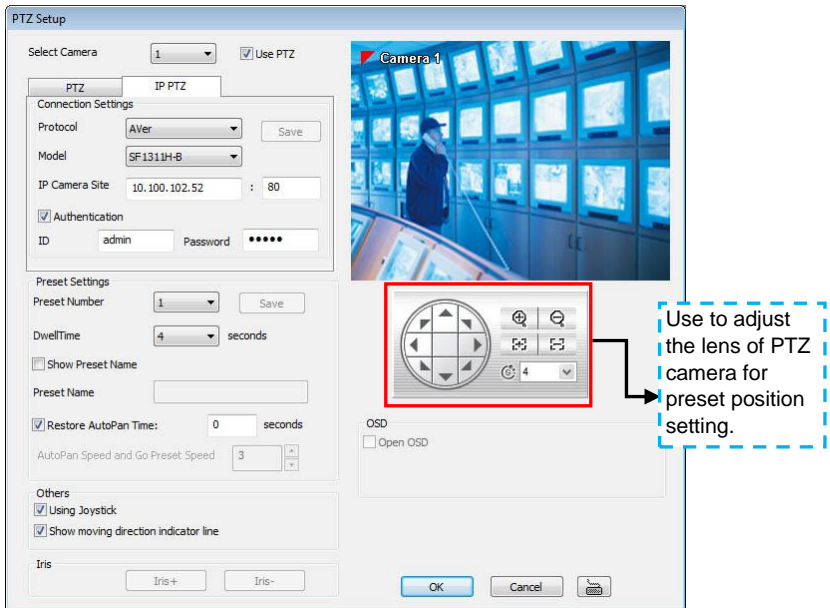 PTZ Setup
Select Camera 1 Use PTZ
PTZ IP PTZ
Connection Settings
Protocol AVer Save
Model SF1311H-B
IP Camera Site 10.100.102.52 : 80
Authentication
ID admin Password •••••
Preset Settings
Preset Number 1 Save
DwellTime 4 seconds
Show Preset Name
Preset Name
Restore AutoPan Time: 0 seconds
AutoPan Speed and Go Preset Speed 3
Others
Using Joystick
Show moving direction indicator line
Iris
Iris+ Iris-
Camera 1
S 4
OSD
Open OSD
OK Cancel
Use to adjust
the lens of PTZ
camera for
preset position
setting.